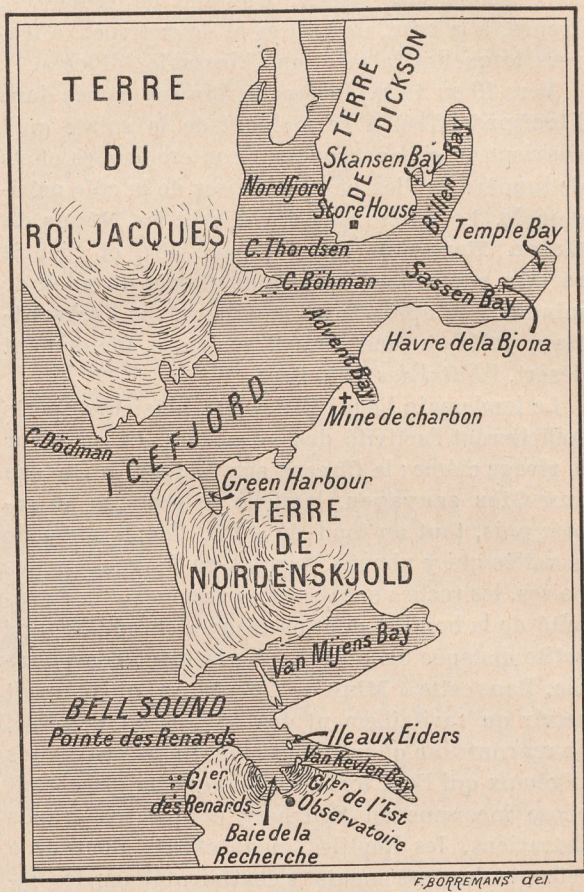 TERRE
DU
ROI JACQUES
TERRE
DE DICKSON
Skansen Bay
Billen Bay
Nordfjord
Store House
Temple Bay
C. Thordsen
C. Böhman
Sassen Bay
Hâvre de la Bjona
Advent Bay
Mine de charbon
C. Dödman
ICEFJORD
Green Harbour
TERRE
DE
NORDENSKJOLD
Van Mijens Bay
BELL SOUND
Pointe des Renards
Ile aux Eiders
Van Kevlen Bay
Gl.er
des Renards
Gl.er de l'Est
Observatoire
Baie de la
Recherche
F. BORREMANS del.